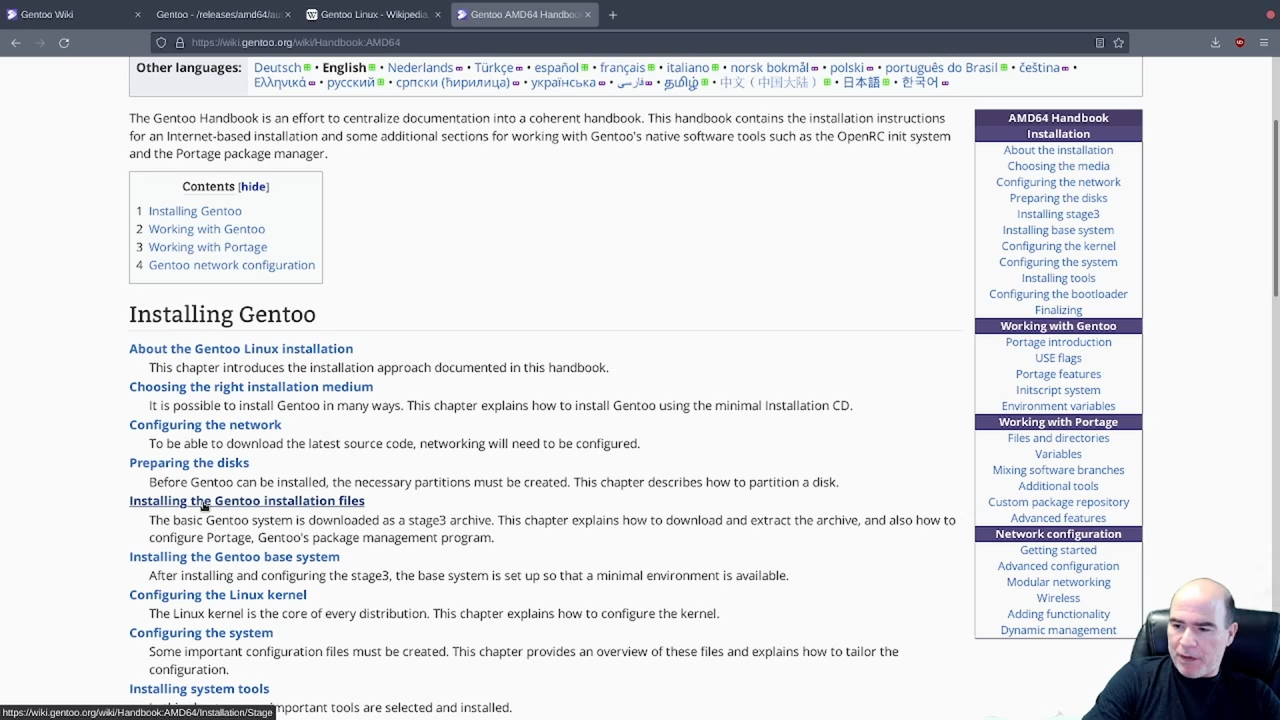 Gentoo Wiki
Gentoo - /releases/amd64/au
Gentoo Linux - Wikipedia
Gentoo AMD64 Handboo
https://wiki.gentoo.org/wiki/Handbook:AMD64
Other languages:
Deutsch • English • Nederlands • Türkçe • español • français • italiano • norsk bokmål • polski • português do Brasil • čeština •
Ελληνικά • русский • српски (ћирилица) • українська • فارسی • தமிழ் • 中文（中国大陆） • 日本語 • 한국어
The Gentoo Handbook is an effort to centralize documentation into a coherent handbook. This handbook contains the installation instructions
for an Internet-based installation and some additional sections for working with Gentoo's native software tools such as the OpenRC init system
and the Portage package manager.
Contents [hide]
1 Installing Gentoo
2 Working with Gentoo
3 Working with Portage
4 Gentoo network configuration
Installing Gentoo
About the Gentoo Linux installation
This chapter introduces the installation approach documented in this handbook.
Choosing the right installation medium
It is possible to install Gentoo in many ways. This chapter explains how to install Gentoo using the minimal Installation CD.
Configuring the network
To be able to download the latest source code, networking will need to be configured.
Preparing the disks
Before Gentoo can be installed, the necessary partitions must be created. This chapter describes how to partition a disk.
Installing the Gentoo installation files
The basic Gentoo system is downloaded as a stage3 archive. This chapter explains how to download and extract the archive, and also how to
configure Portage, Gentoo's package management program.
Installing the Gentoo base system
After installing and configuring the stage3, the base system is set up so that a minimal environment is available.
Configuring the Linux kernel
The Linux kernel is the core of every distribution. This chapter explains how to configure the kernel.
Configuring the system
Some important configuration files must be created. This chapter provides an overview of these files and explains how to tailor the
configuration.
Installing system tools
important tools are selected and installed.
https://wiki.gentoo.org/wiki/Handbook:AMD64/Installation/Stage
AMD64 Handbook
Installation
About the installation
Choosing the media
Configuring the network
Preparing the disks
Installing stage3
Installing base system
Configuring the kernel
Configuring the system
Installing tools
Configuring the bootloader
Finalizing
Working with Gentoo
Portage introduction
USE flags
Portage features
Initscript system
Environment variables
Working with Portage
Files and directories
Variables
Mixing software branches
Additional tools
Custom package repository
Advanced features
Network configuration
Getting started
Advanced configuration
Modular networking
Wireless
Adding functionality
Dynamic management